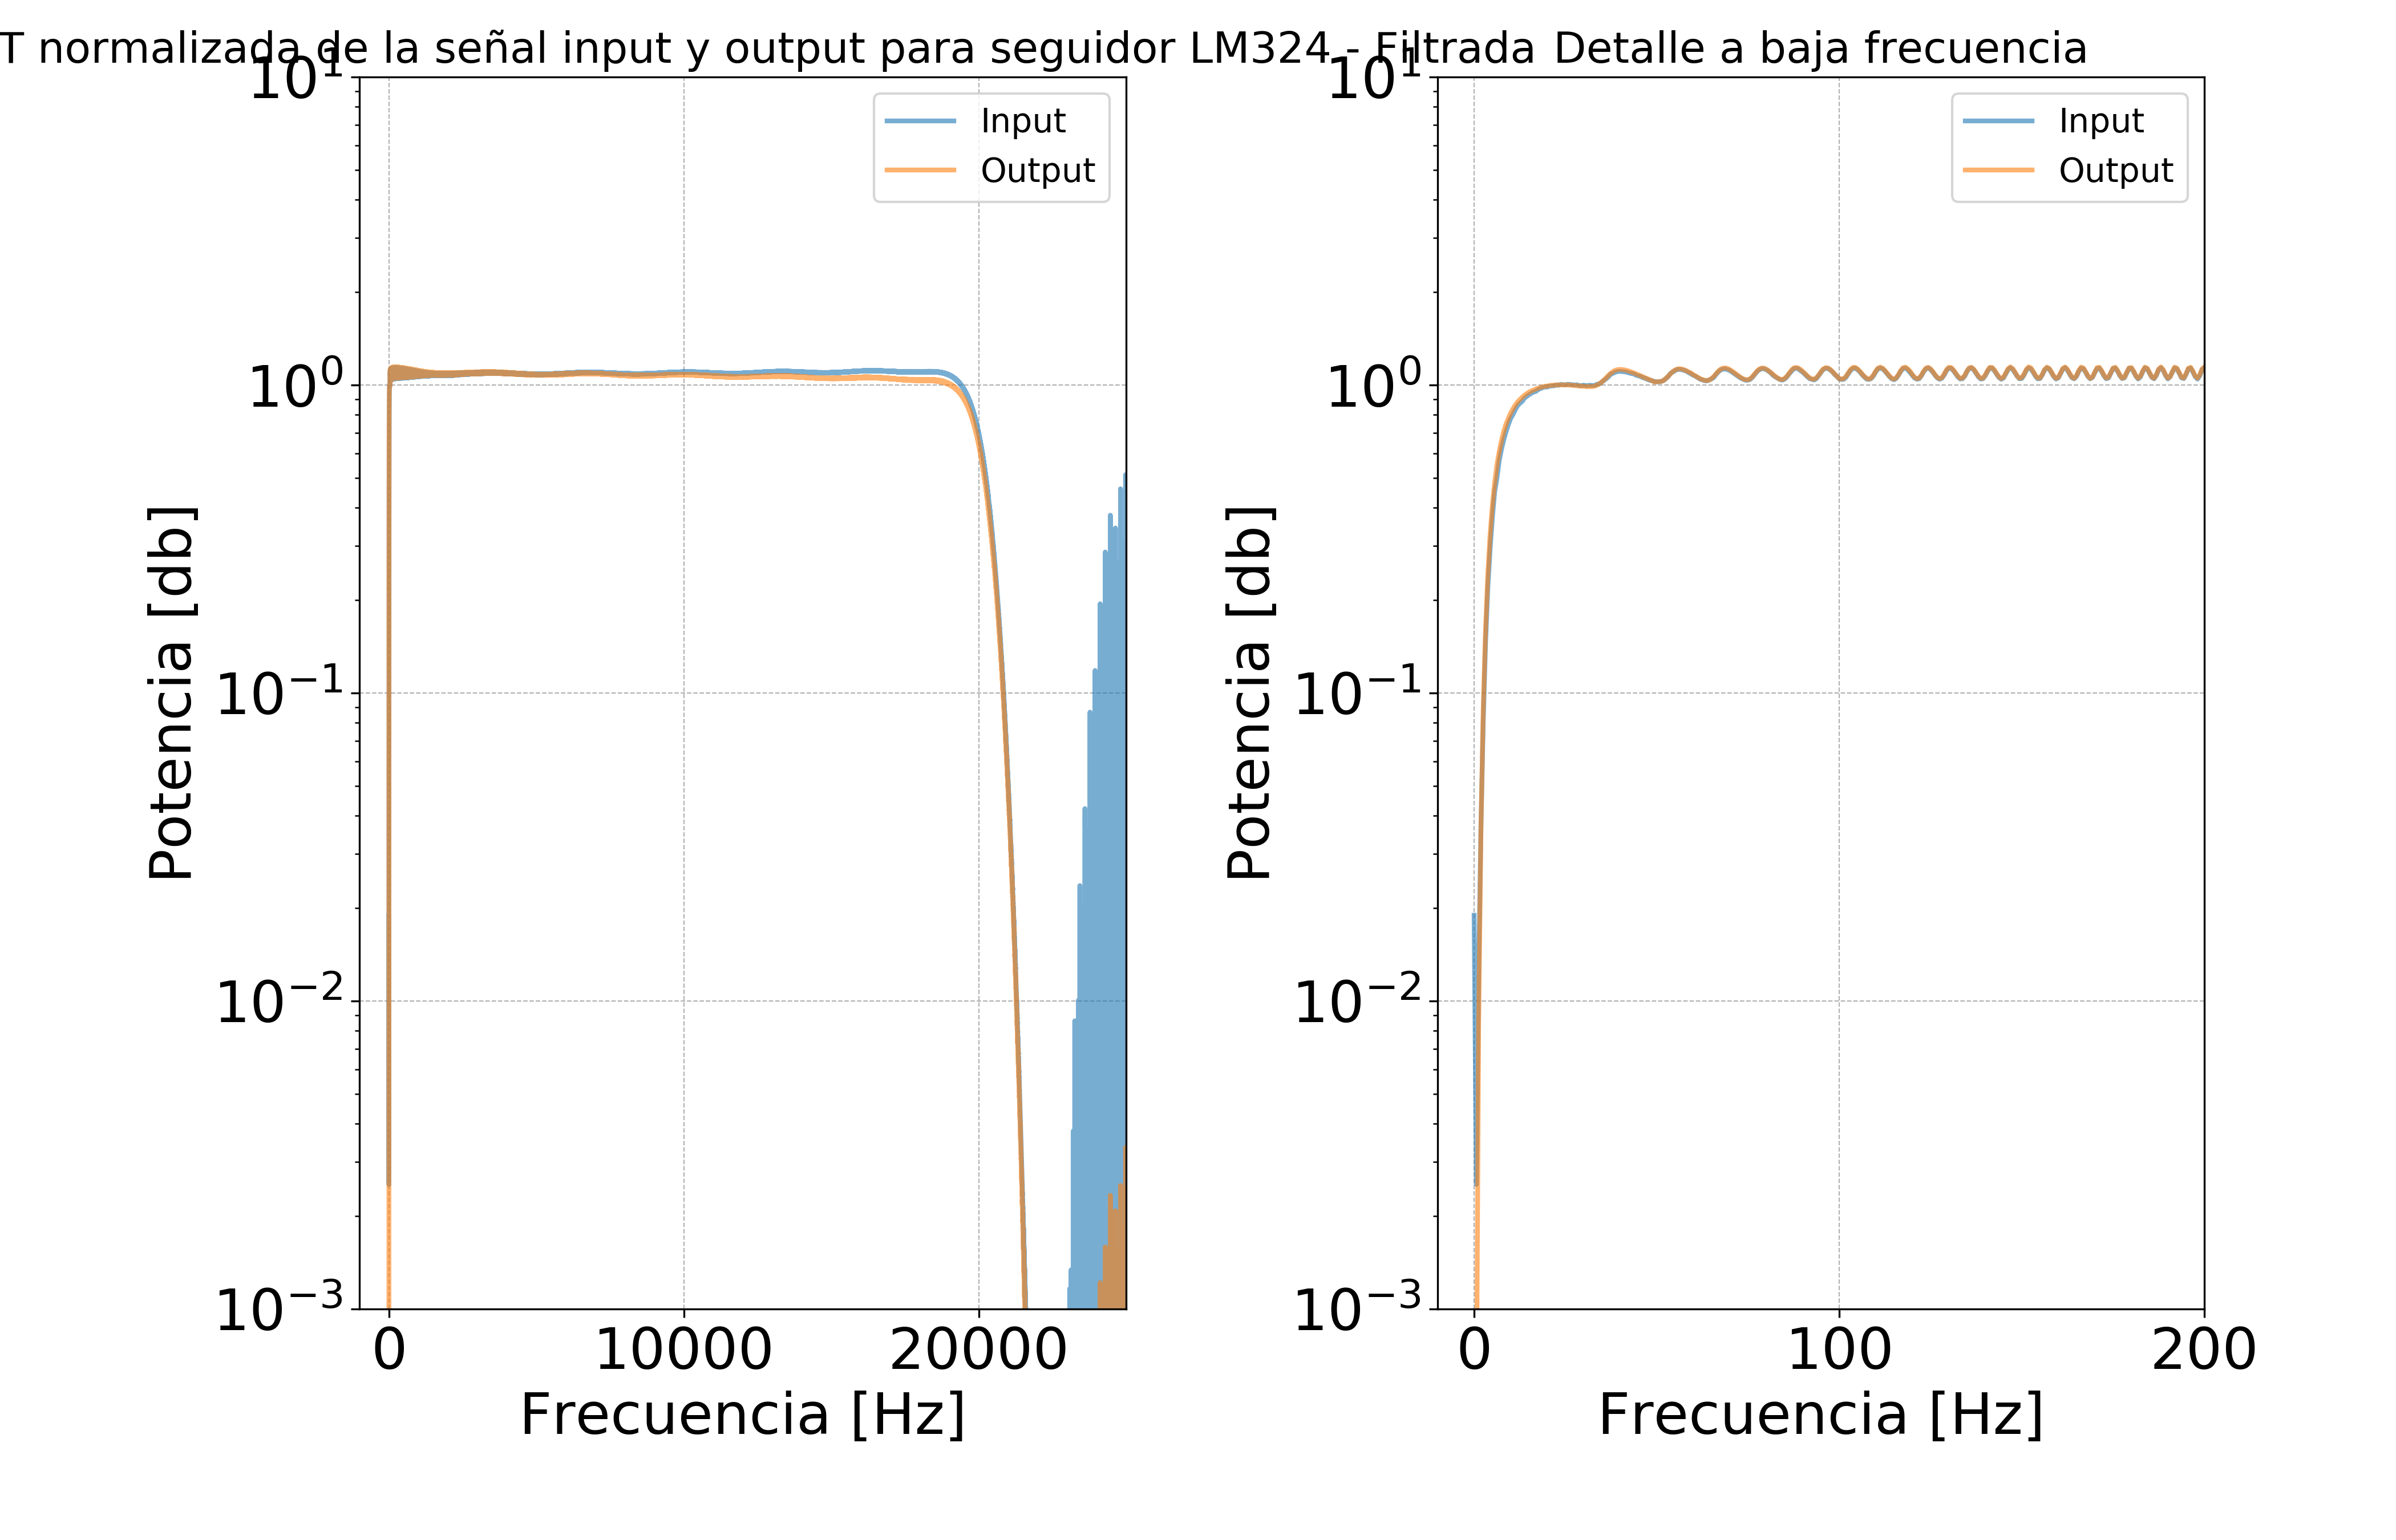 T normalizada de la señal input y output para seguidor LM324 - Filtrada
Detalle a baja frecuencia
10¹
10⁰
10⁻¹
10⁻²
10⁻³
Potencia [db]
Input
Output
0 10000 20000
Frecuencia [Hz]
10¹
10⁰
10⁻¹
10⁻²
10⁻³
Potencia [db]
Input
Output
0 100 200
Frecuencia [Hz]